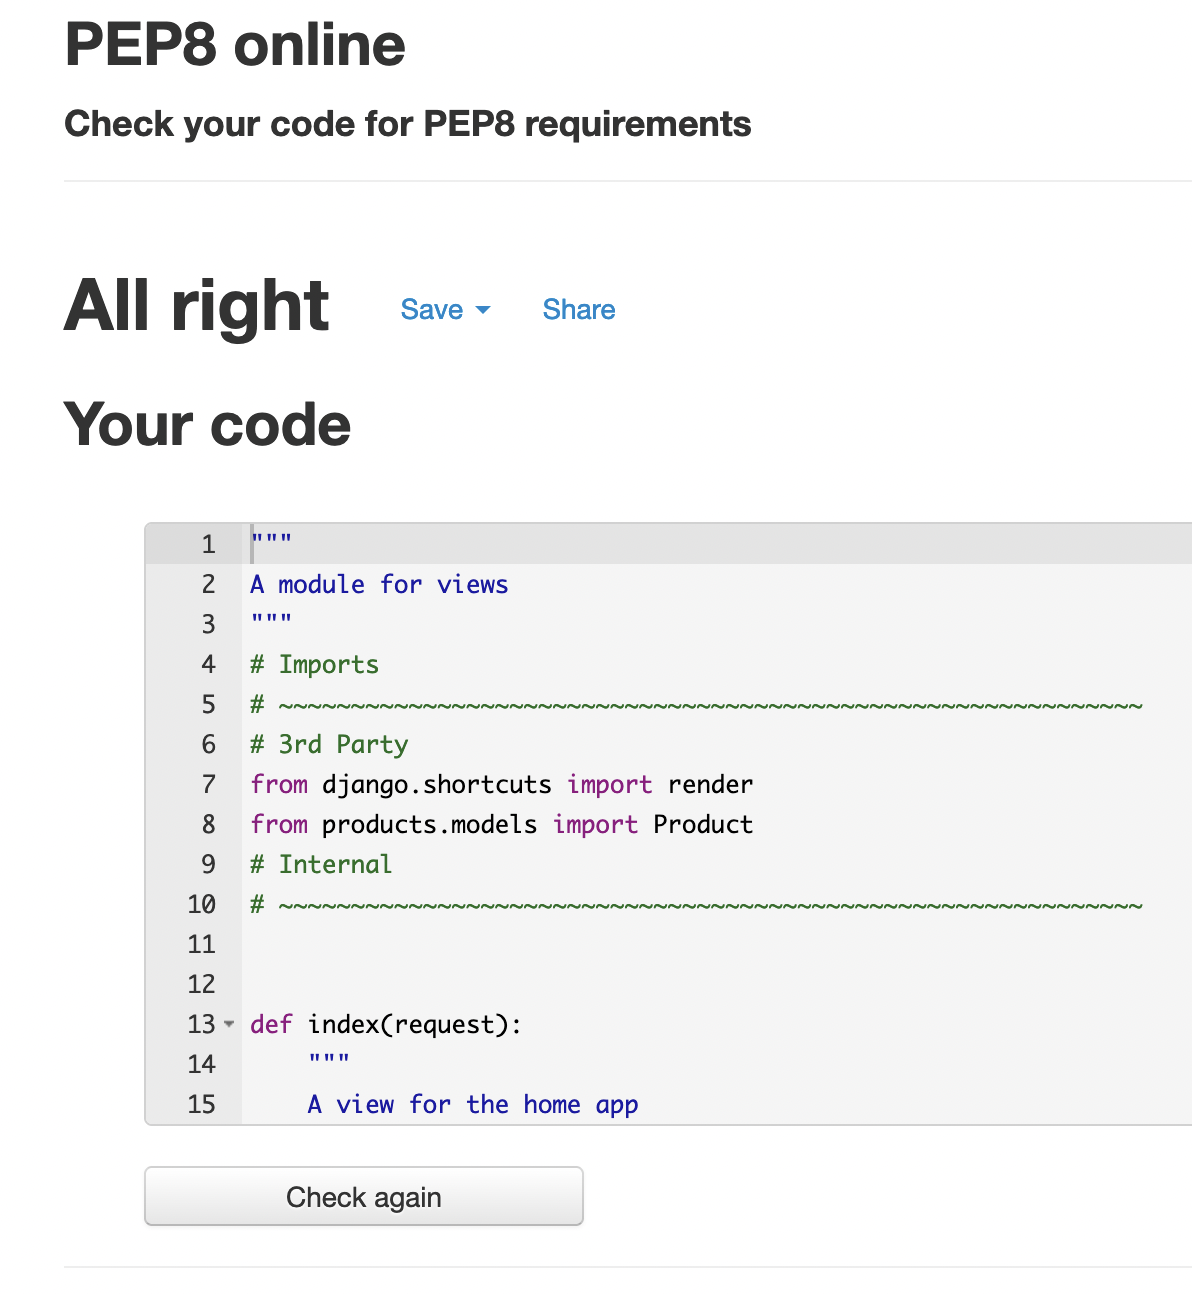 PEP8 online
Check your code for PEP8 requirements
All right Save Share
Your code
1 """
2 A module for views
3 """
4 # Imports
5 # ~~~~~~~~~~~~~~~~~~~~~~~~~~~~~~~~~~~~~~~~~~~~~~~~~~~~~~~~~~~~
6 # 3rd Party
7 from django.shortcuts import render
8 from products.models import Product
9 # Internal
10 # ~~~~~~~~~~~~~~~~~~~~~~~~~~~~~~~~~~~~~~~~~~~~~~~~~~~~~~~~~~~~
11
12
13 def index(request):
14     """
15     A view for the home app
Check again